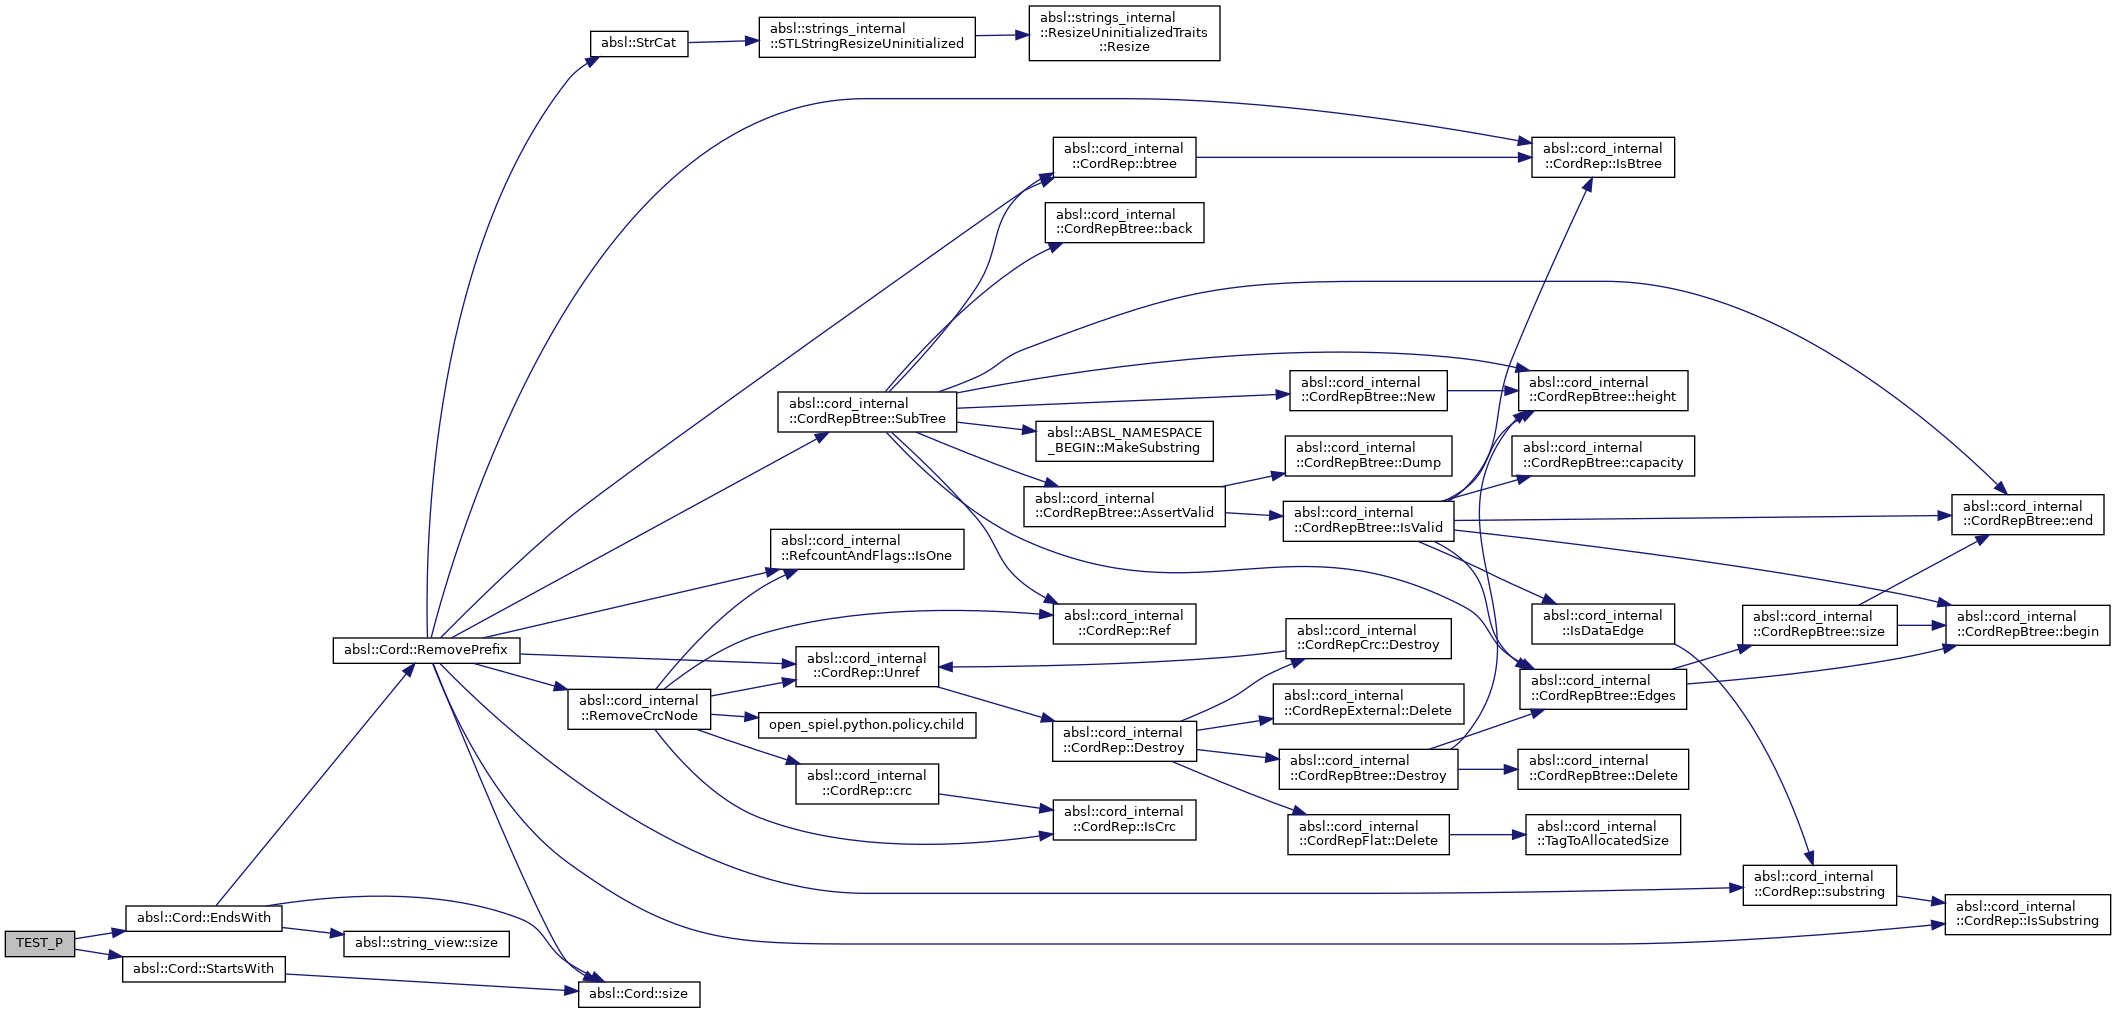 absl::strings_internal
::ResizeUninitializedTraits
::Resize
absl::strings_internal
::STLStringResizeUninitialized
absl::StrCat
absl::cord_internal
::CordRep::btree
absl::cord_internal
::CordRep::IsBtree
absl::cord_internal
::CordRepBtree::back
absl::cord_internal
::CordRepBtree::SubTree
absl::cord_internal
::CordRepBtree::New
absl::cord_internal
::CordRepBtree::height
absl::ABSL_NAMESPACE
_BEGIN::MakeSubstring
absl::cord_internal
::CordRepBtree::Dump
absl::cord_internal
::CordRepBtree::capacity
absl::cord_internal
::CordRepBtree::AssertValid
absl::cord_internal
::CordRepBtree::IsValid
absl::cord_internal
::CordRepBtree::end
absl::cord_internal
::RefcountAndFlags::IsOne
absl::cord_internal
::CordRep::Ref
absl::cord_internal
::IsDataEdge
absl::cord_internal
::CordRepBtree::size
absl::cord_internal
::CordRepBtree::begin
absl::Cord::RemovePrefix
absl::cord_internal
::CordRep::Unref
absl::cord_internal
::CordRepCrc::Destroy
absl::cord_internal
::CordRepBtree::Edges
absl::cord_internal
::RemoveCrcNode
open_spiel.python.policy.child
absl::cord_internal
::CordRepExternal::Delete
absl::cord_internal
::CordRep::Destroy
absl::cord_internal
::CordRepBtree::Destroy
absl::cord_internal
::CordRepBtree::Delete
absl::cord_internal
::CordRep::crc
absl::cord_internal
::CordRep::IsCrc
absl::cord_internal
::CordRepFlat::Delete
absl::cord_internal
::TagToAllocatedSize
absl::cord_internal
::CordRep::substring
absl::cord_internal
::CordRep::IsSubstring
absl::Cord::EndsWith
TEST_P
absl::string_view::size
absl::Cord::StartsWith
absl::Cord::size